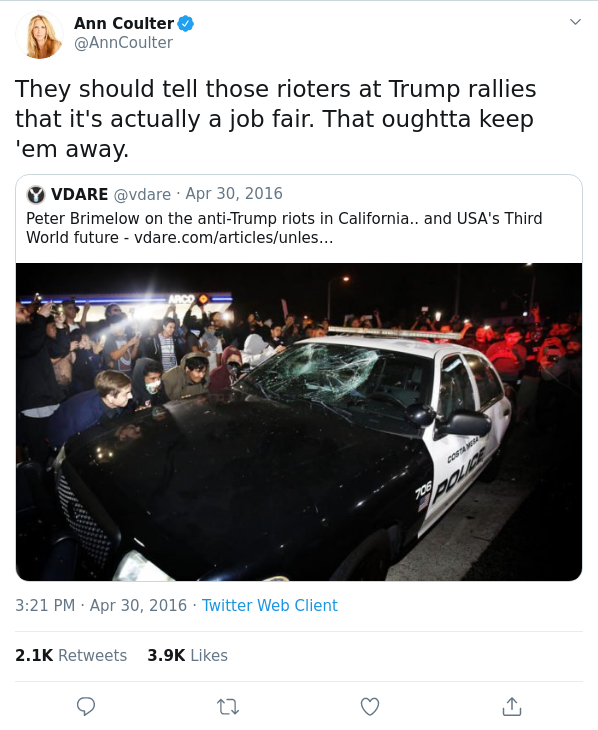 Ann Coulter
@AnnCoulter
They should tell those rioters at Trump rallies
that it's actually a job fair. That oughtta keep
'em away.
VDARE @vdare · Apr 30, 2016
Peter Brimelow on the anti-Trump riots in California.. and USA's Third
World future - vdare.com/articles/unles…
ARCO
COSTA MESA
706
POLICE
3:21 PM · Apr 30, 2016 · Twitter Web Client
2.1K Retweets 3.9K Likes